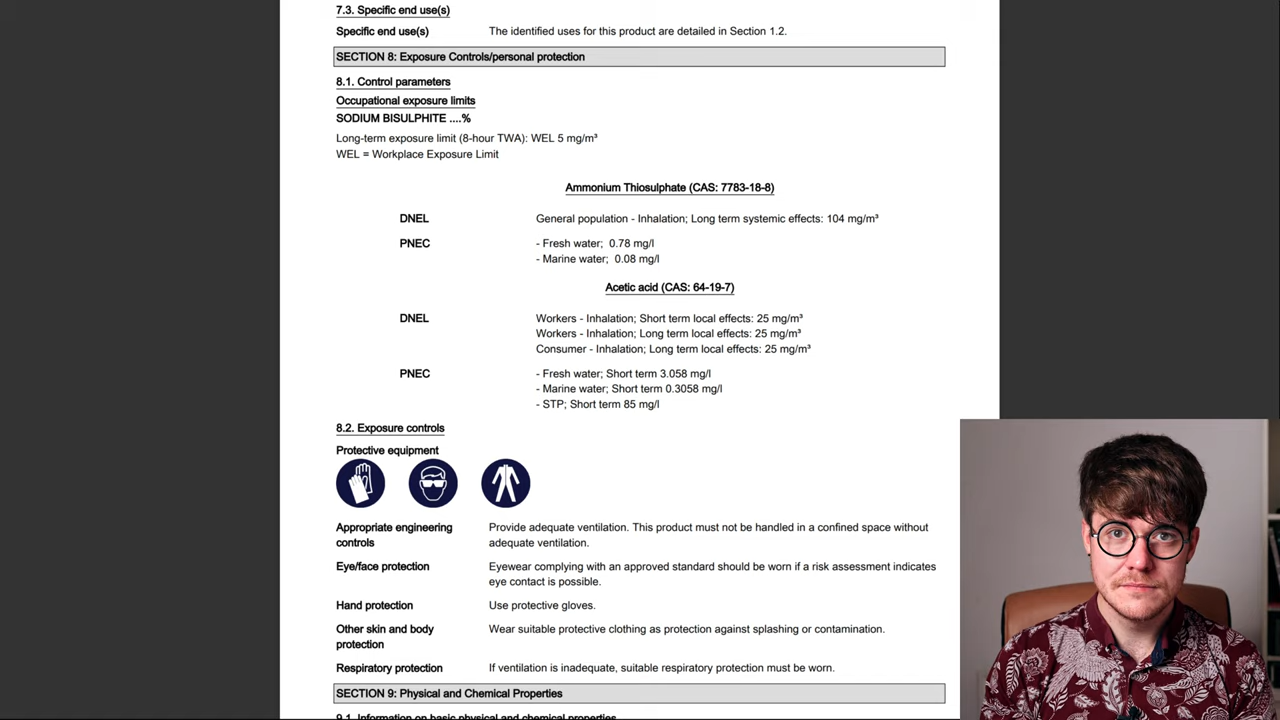 7.3. Specific end use(s)
Specific end use(s) The identified uses for this product are detailed in Section 1.2.
SECTION 8: Exposure Controls/personal protection
8.1. Control parameters
Occupational exposure limits
SODIUM BISULPHITE ....%
Long-term exposure limit (8-hour TWA): WEL 5 mg/m³
WEL = Workplace Exposure Limit
Ammonium Thiosulphate (CAS: 7783-18-8)
DNEL General population - Inhalation; Long term systemic effects: 104 mg/m³
PNEC - Fresh water; 0.78 mg/l
- Marine water; 0.08 mg/l
Acetic acid (CAS: 64-19-7)
DNEL Workers - Inhalation; Short term local effects: 25 mg/m³
Workers - Inhalation; Long term local effects: 25 mg/m³
Consumer - Inhalation; Long term local effects: 25 mg/m³
PNEC - Fresh water; Short term 3.058 mg/l
- Marine water; Short term 0.3058 mg/l
- STP; Short term 85 mg/l
8.2. Exposure controls
Protective equipment
Appropriate engineering Provide adequate ventilation. This product must not be handled in a confined space without
controls adequate ventilation.
Eye/face protection Eyewear complying with an approved standard should be worn if a risk assessment indicates
eye contact is possible.
Hand protection Use protective gloves.
Other skin and body Wear suitable protective clothing as protection against splashing or contamination.
protection
Respiratory protection If ventilation is inadequate, suitable respiratory protection must be worn.
SECTION 9: Physical and Chemical Properties
9.1. Information on basic physical and chemical properties